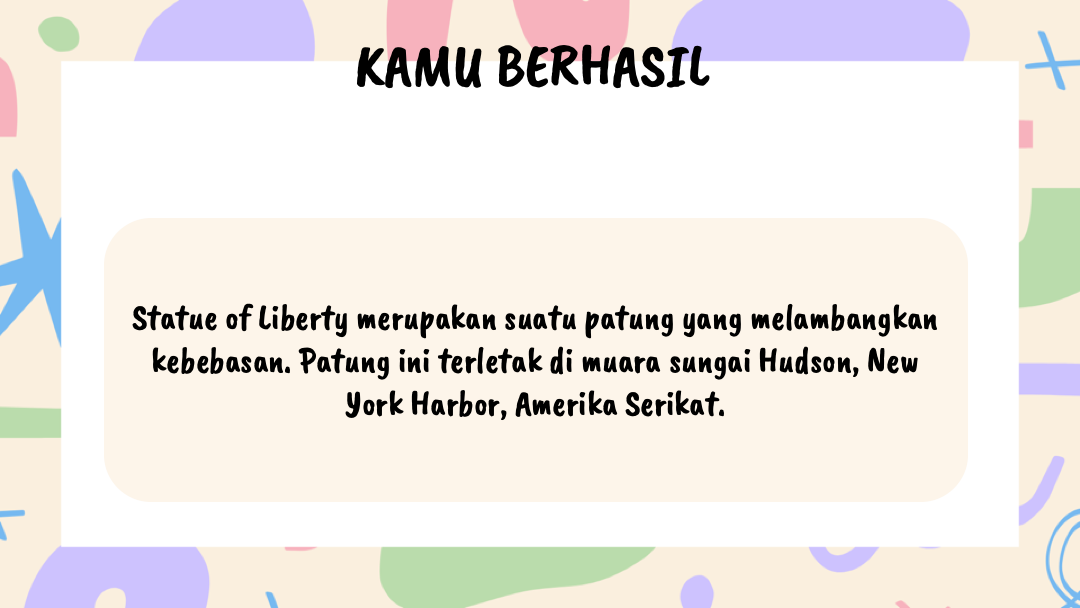 KAMU BERHASIL
Statue of Liberty merupakan suatu patung yang melambangkan
kebebasan. Patung ini terletak di muara sungai Hudson, New
York Harbor, Amerika Serikat.